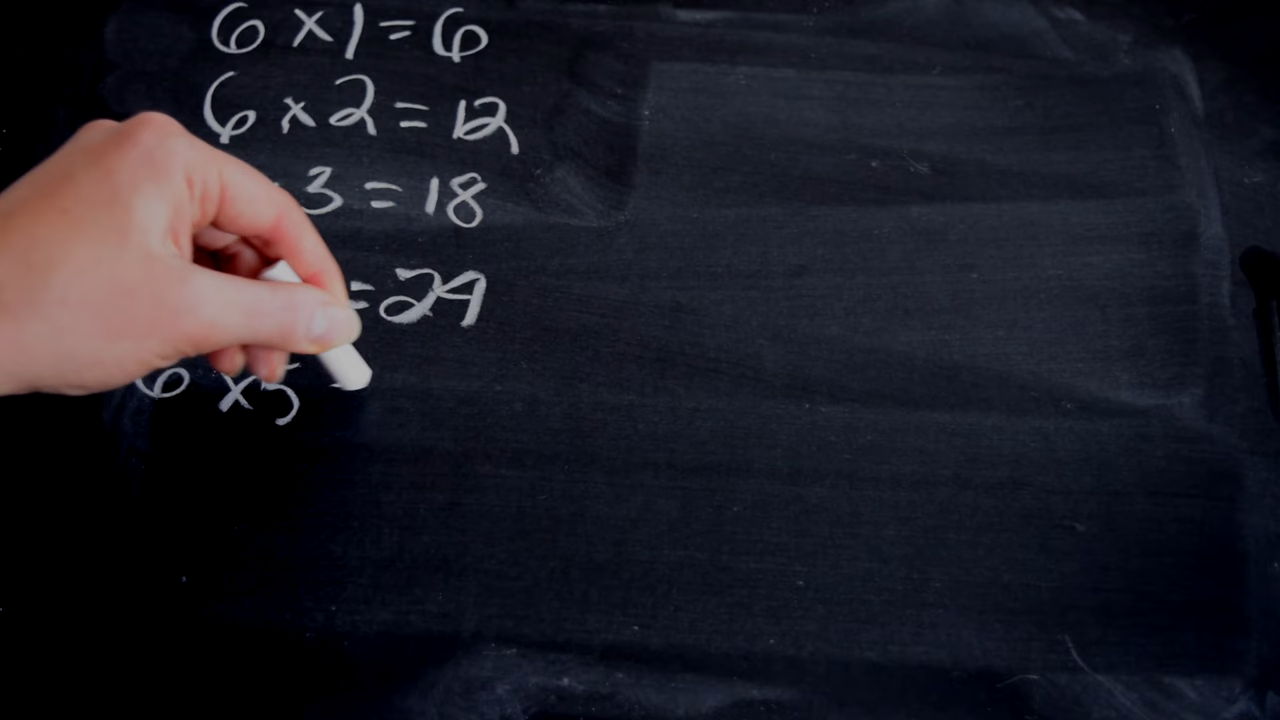 6 x 1 = 6
6 x 2 = 12
3 = 18
= 24
6 x 5